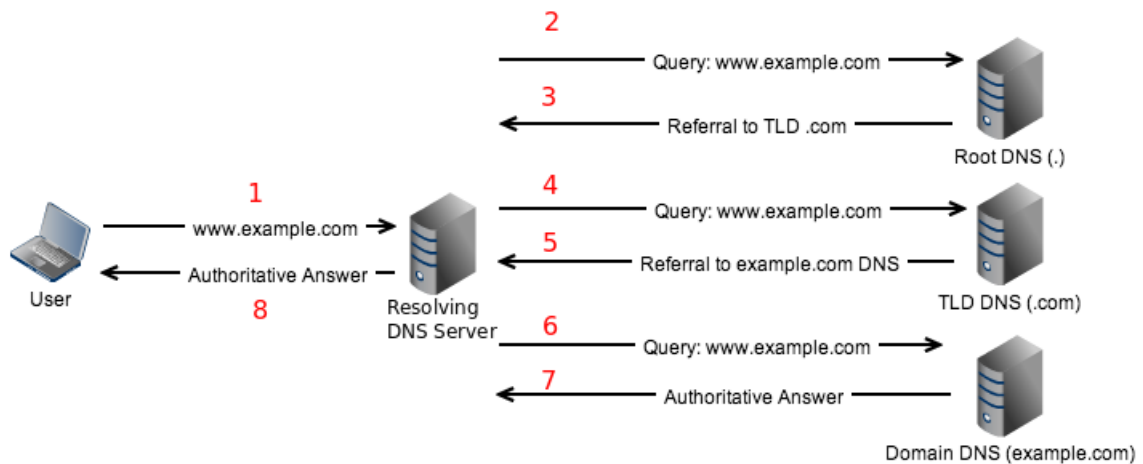 2
Query: www.example.com
3
Referral to TLD .com
Root DNS (.)
1
www.example.com
Authoritative Answer
8
User
Resolving
DNS Server
4
Query: www.example.com
5
Referral to example.com DNS
TLD DNS (.com)
6
Query: www.example.com
7
Authoritative Answer
Domain DNS (example.com)